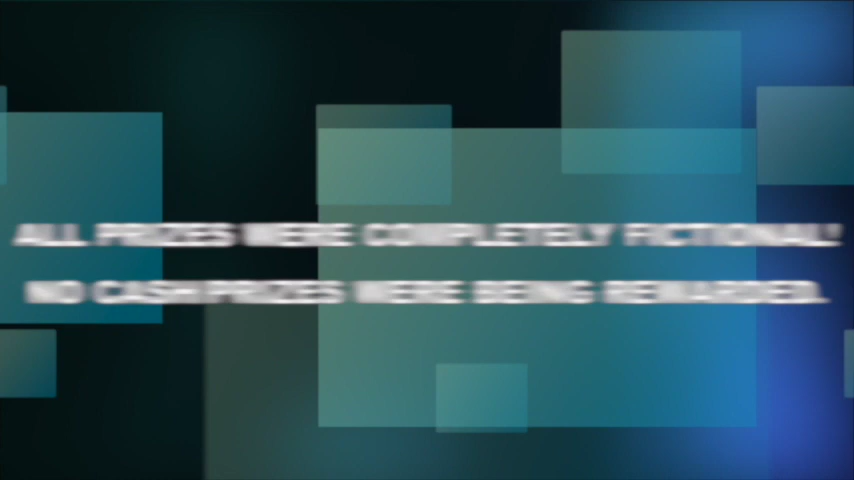 ALL PRIZES WERE COMPLETELY FICTIONAL!
NO CASH PRIZES WERE BEING REWARDED.